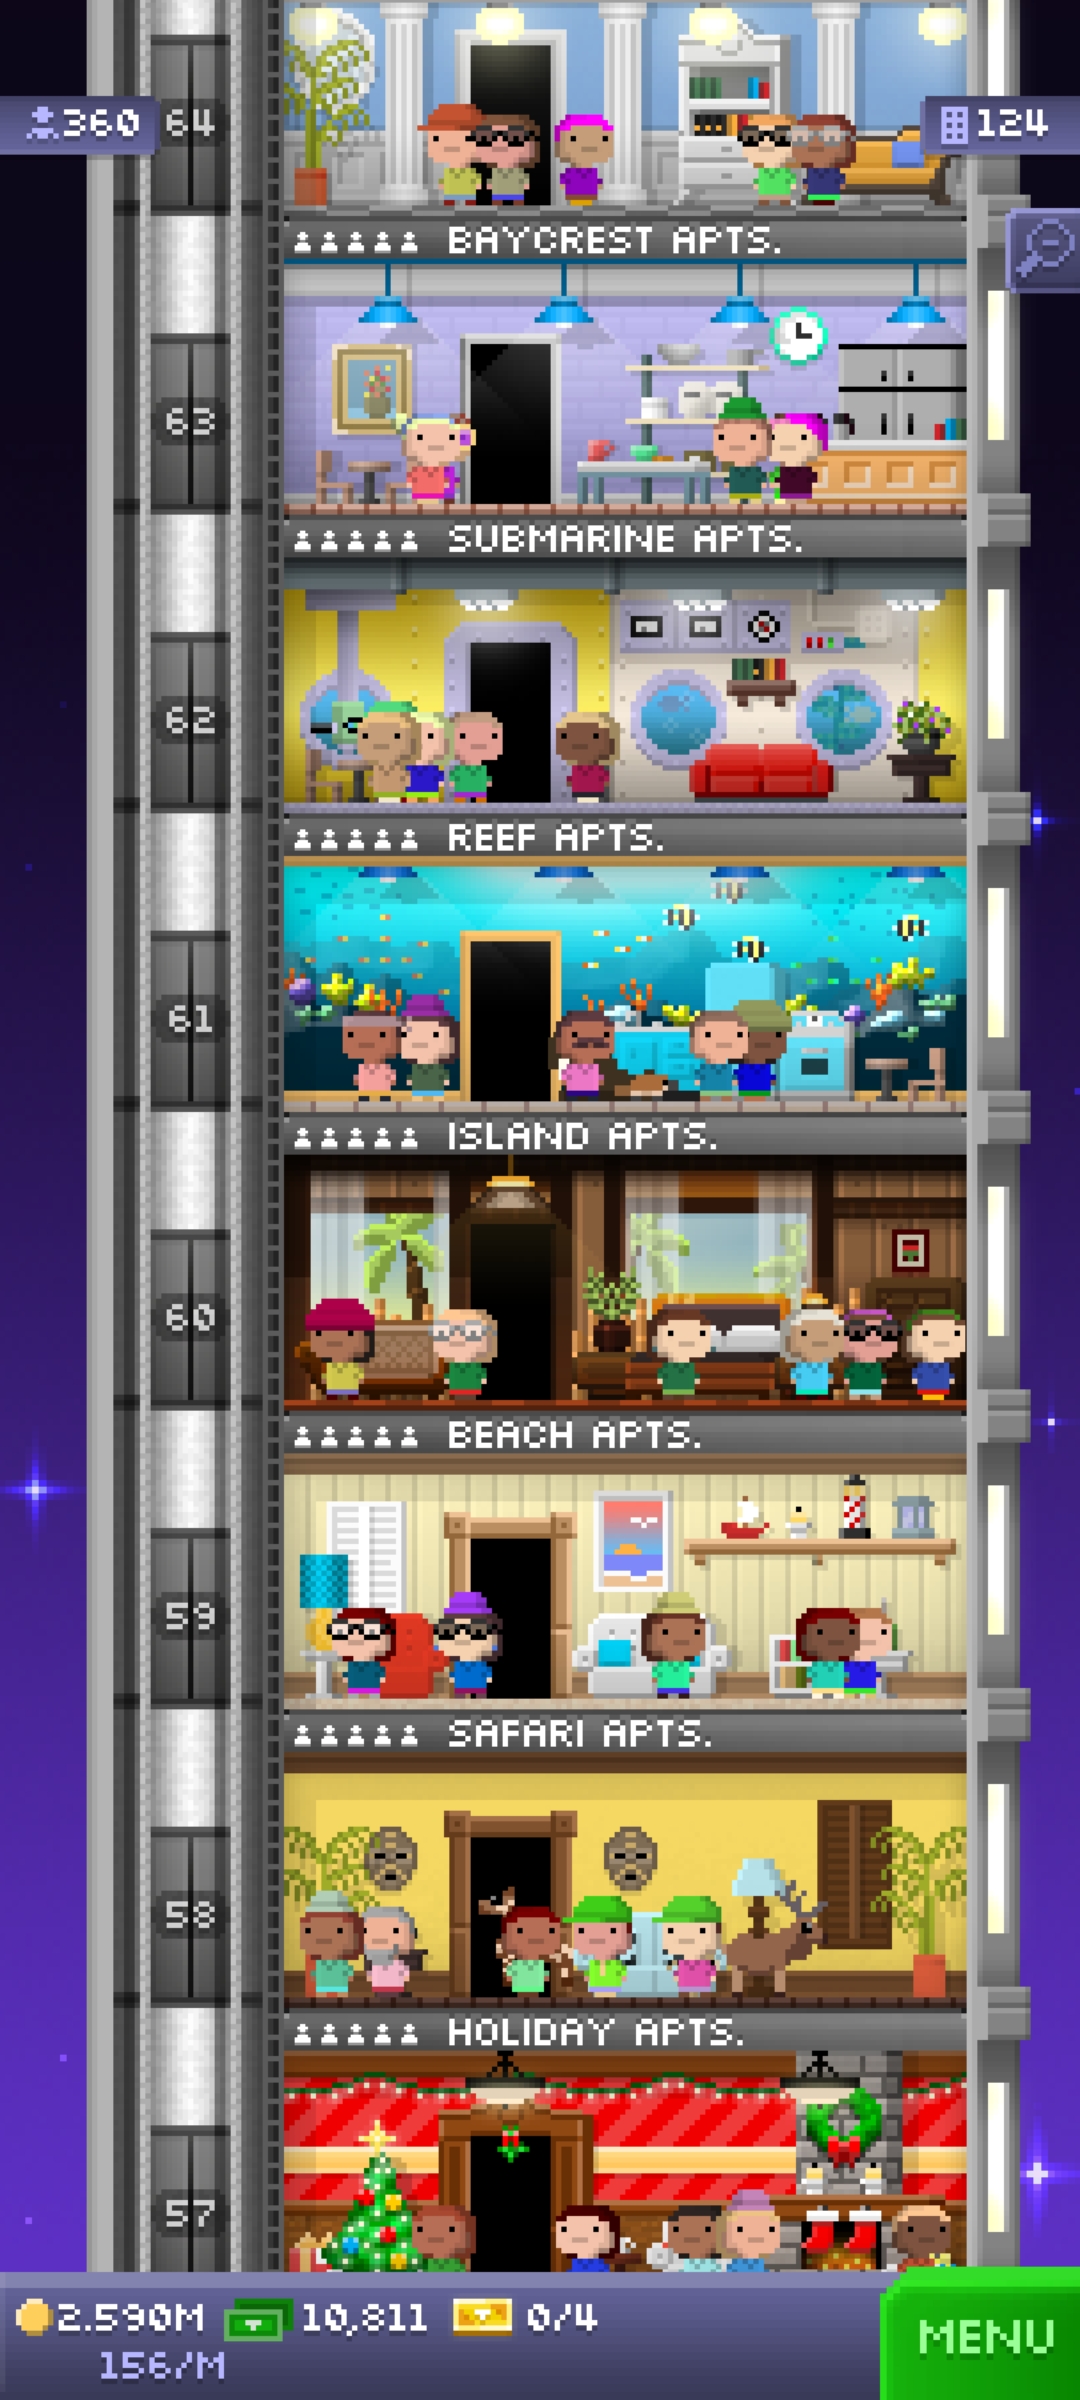 360
64
124
BAYCREST APTS.
63
SUBMARINE APTS.
62
REEF APTS.
61
ISLAND APTS.
60
BEACH APTS.
59
SAFARI APTS.
58
HOLIDAY APTS.
57
2.590M 10,811 0/4
156/M
MENU